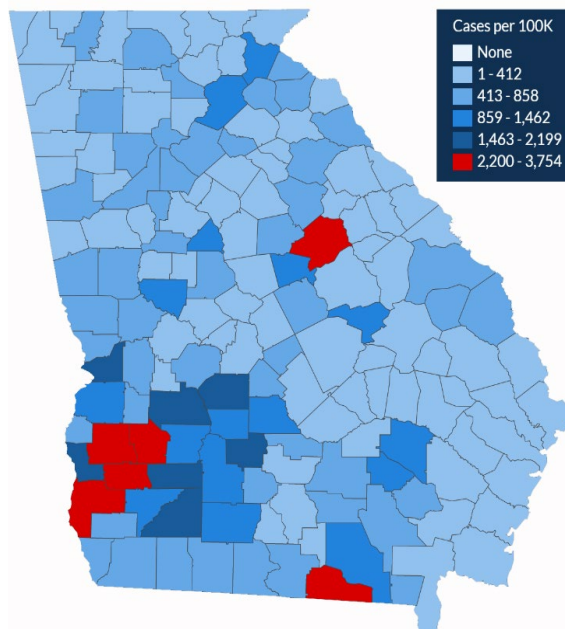 Cases per 100K
None
1 - 412
413 - 858
859 - 1,462
1,463 - 2,199
2,200 - 3,754